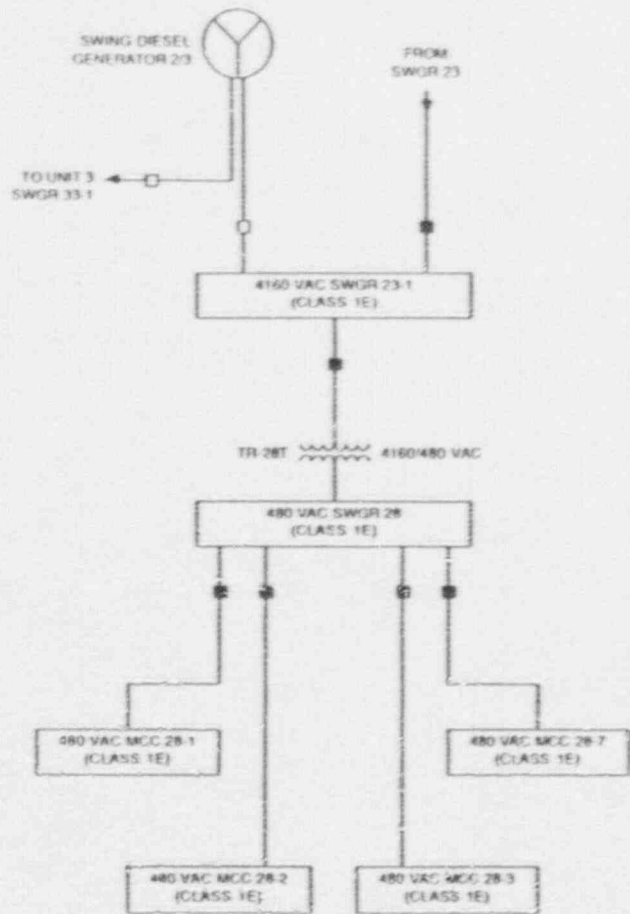 SWING DIESEL
GENERATOR 2/3
FROM
SWGR 23
TO UNIT 3
SWGR 33-1
4160 VAC SWGR 23-1
(CLASS 1E)
TR-28T
4160/480 VAC
480 VAC SWGR 28
(CLASS 1E)
480 VAC MCC 28-1
(CLASS 1E)
480 VAC MCC 28-7
(CLASS 1E)
480 VAC MCC 28-2
(CLASS 1E)
480 VAC MCC 28-3
(CLASS 1E)